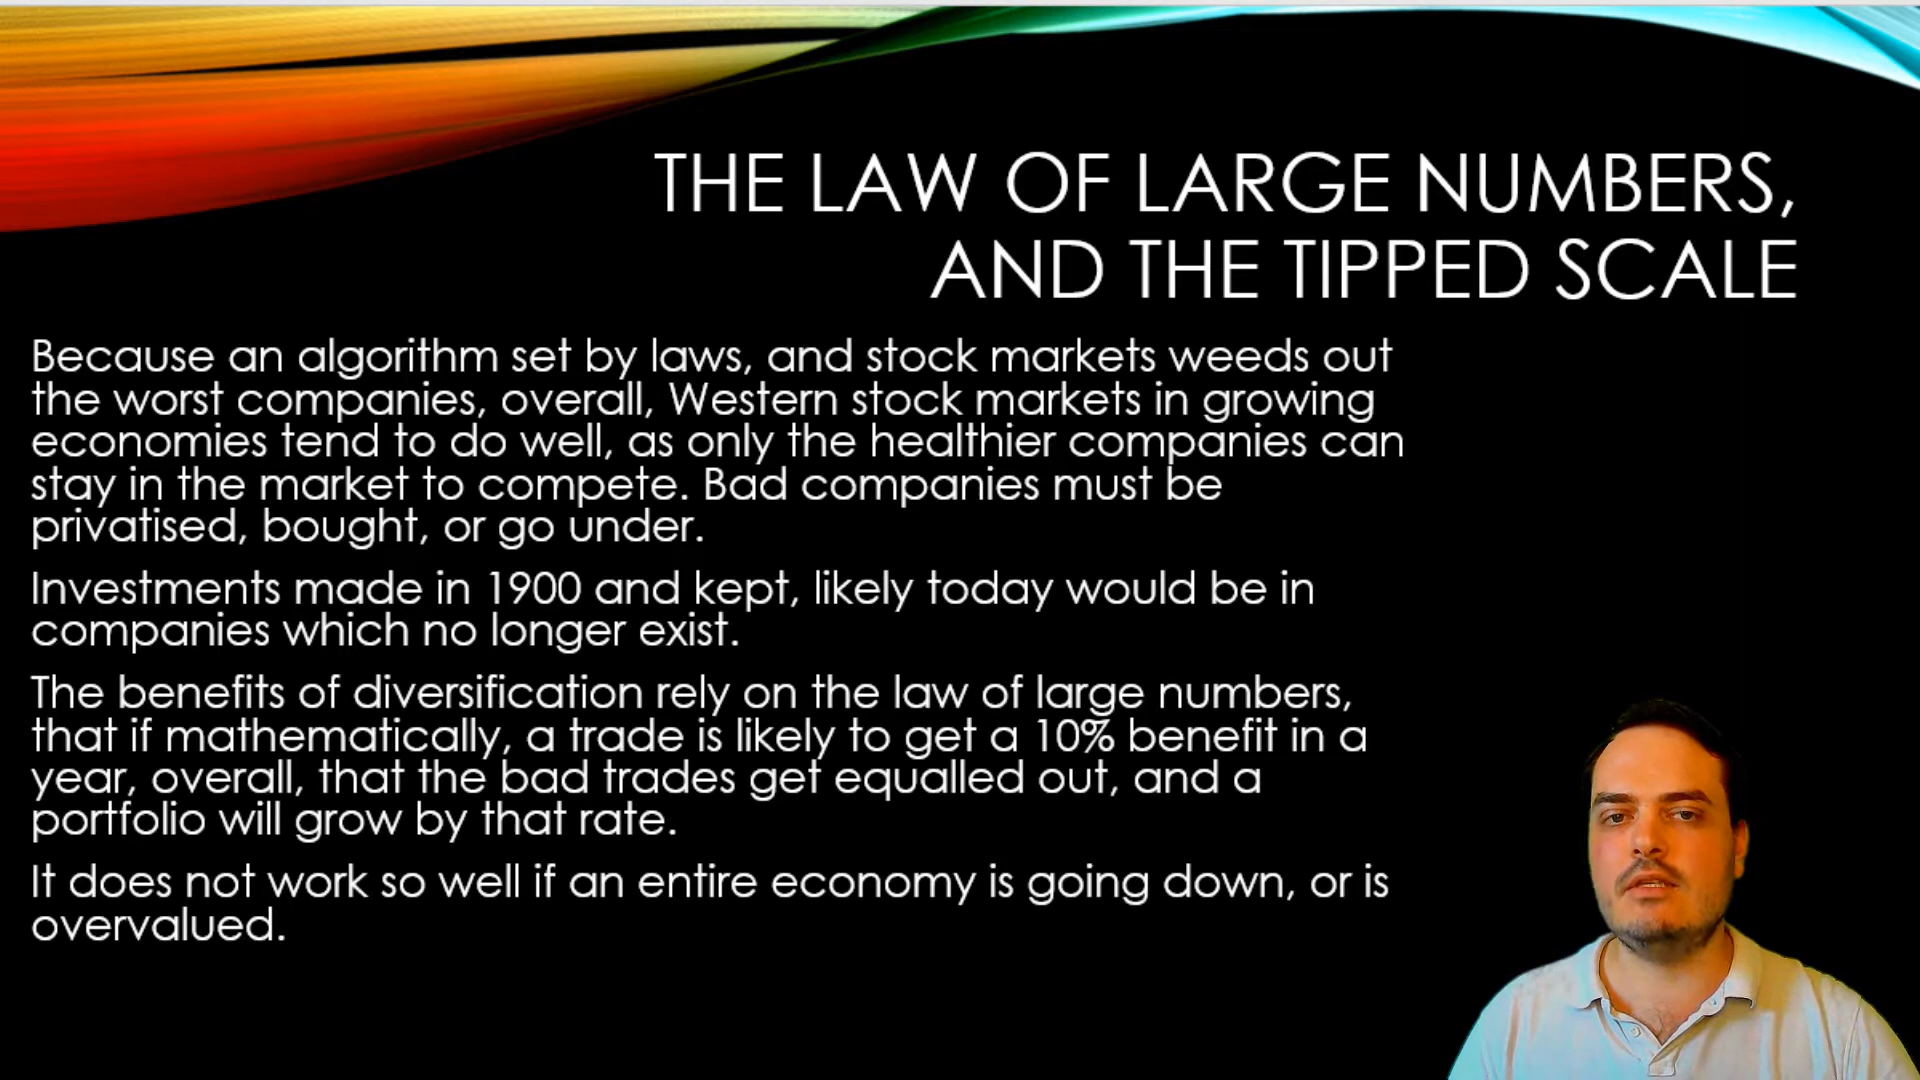 THE LAW OF LARGE NUMBERS,
AND THE TIPPED SCALE
Because an algorithm set by laws, and stock markets weeds out
the worst companies, overall, Western stock markets in growing
economies tend to do well, as only the healthier companies can
stay in the market to compete. Bad companies must be
privatised, bought, or go under.
Investments made in 1900 and kept, likely today would be in
companies which no longer exist.
The benefits of diversification rely on the law of large numbers,
that if mathematically, a trade is likely to get a 10% benefit in a
year, overall, that the bad trades get equalled out, and a
portfolio will grow by that rate.
It does not work so well if an entire economy is going down, or is
overvalued.